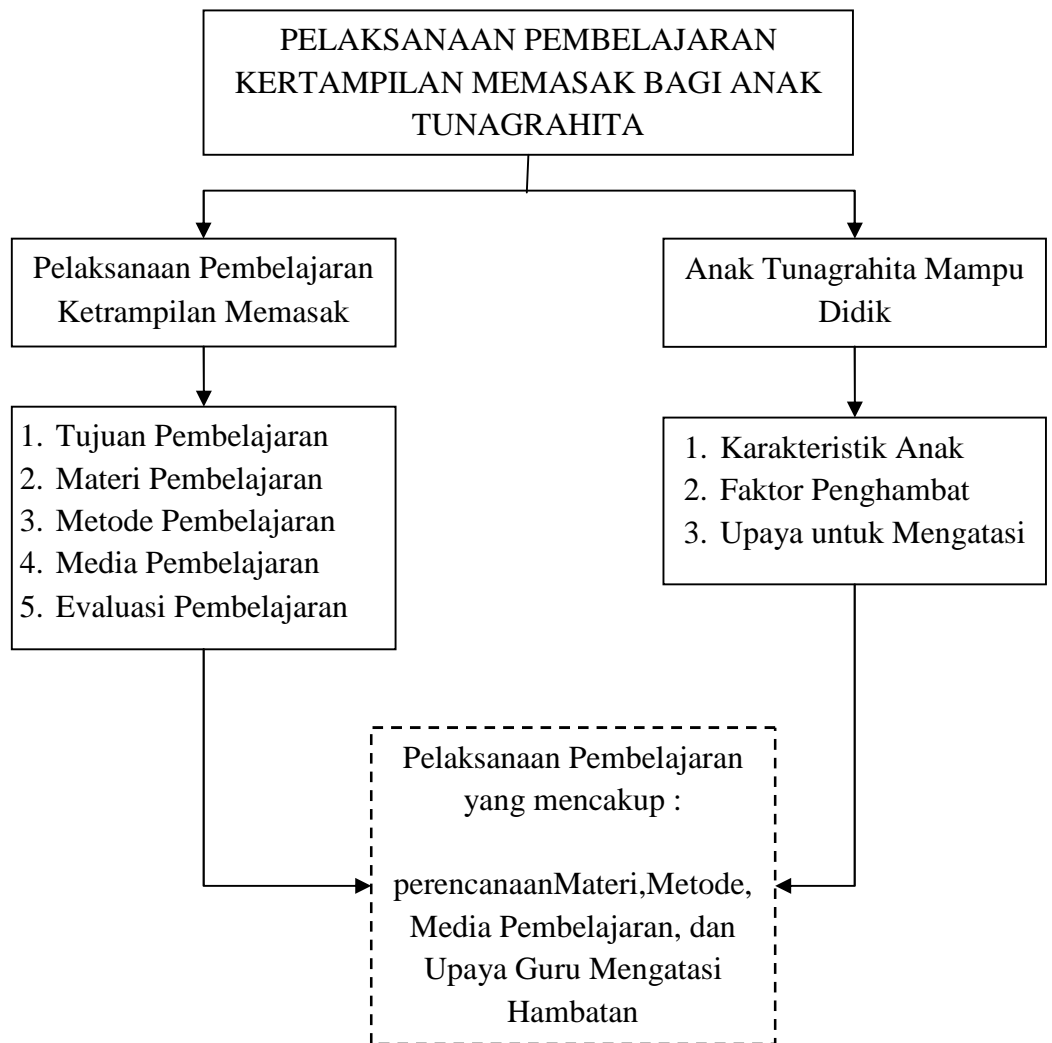 PELAKSANAAN PEMBELAJARAN
KERTAMPILAN MEMASAK BAGI ANAK
TUNAGRAHITA
Pelaksanaan Pembelajaran
Ketrampilan Memasak
Anak Tunagrahita Mampu
Didik
1. Tujuan Pembelajaran
2. Materi Pembelajaran
3. Metode Pembelajaran
4. Media Pembelajaran
5. Evaluasi Pembelajaran
1. Karakteristik Anak
2. Faktor Penghambat
3. Upaya untuk Mengatasi
Pelaksanaan Pembelajaran
yang mencakup :
perencanaanMateri,Metode,
Media Pembelajaran, dan
Upaya Guru Mengatasi
Hambatan